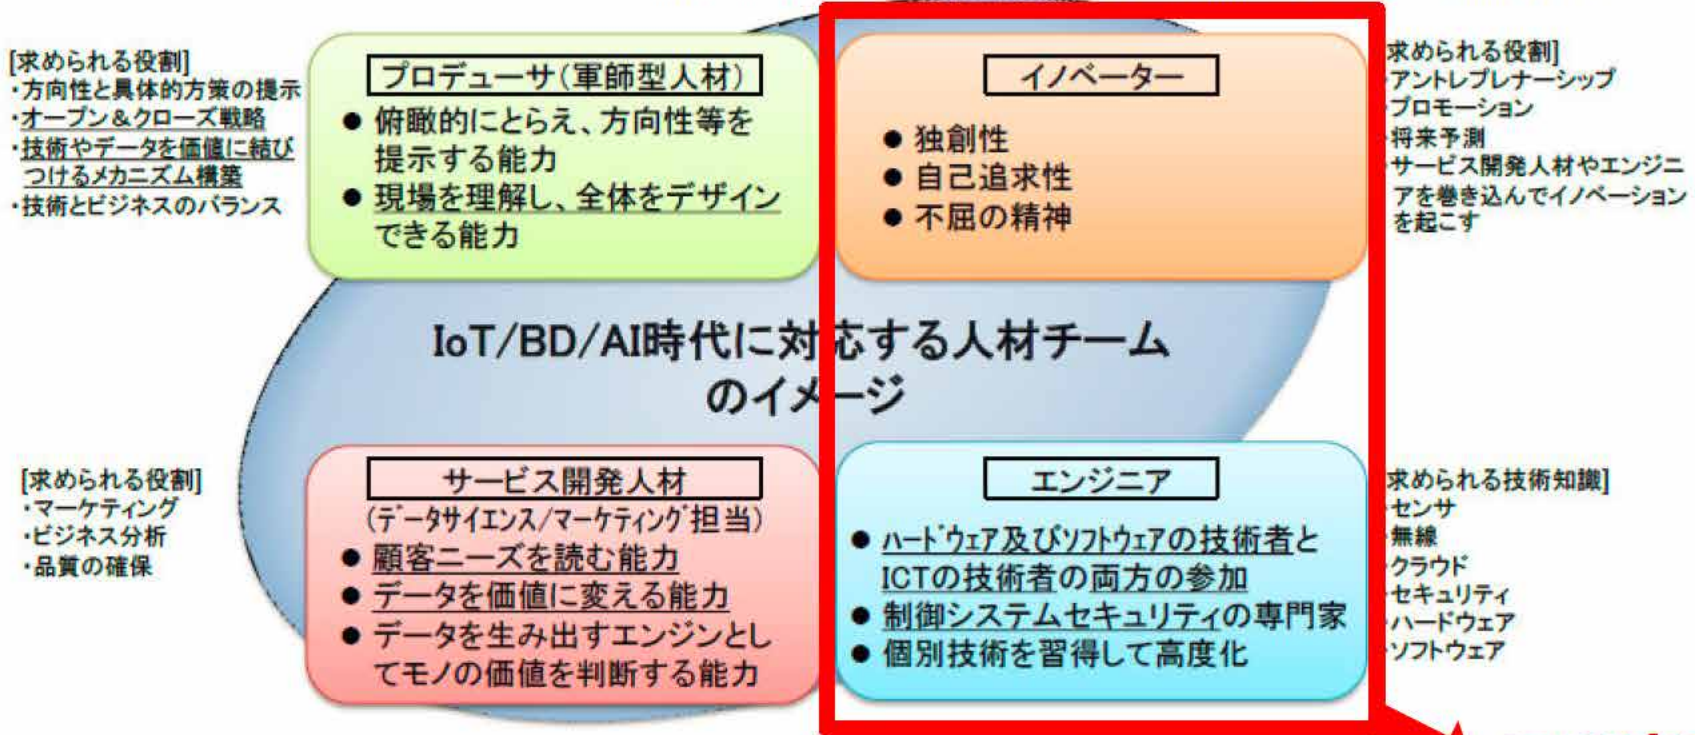 [求められる役割]
・方向性と具体的方策の提示
・オープン＆クローズ戦略
・技術やデータを価値に結び
つけるメカニズム構築
・技術とビジネスのバランス
プロデューサ(軍師型人材)
● 俯瞰的にとらえ、方向性等を
提示する能力
● 現場を理解し、全体をデザイン
できる能力
イノベーター
● 独創性
● 自己追求性
● 不屈の精神
求められる役割]
・アントレプレナーシップ
・プロモーション
・将来予測
・サービス開発人材やエンジニ
アを巻き込んでイノベーション
を起こす
IoT/BD/AI時代に対応する人材チーム
のイメージ
[求められる役割]
・マーケティング
・ビジネス分析
・品質の確保
サービス開発人材
(ﾃﾞｰﾀサイエンス/マーケティング担当)
● 顧客ニーズを読む能力
● データを価値に変える能力
● データを生み出すエンジンとし
てモノの価値を判断する能力
エンジニア
● ﾊｰﾄﾞｳｪｱ及びｿﾌﾄｳｪｱの技術者と
ICTの技術者の両方の参加
● 制御システムセキュリティの専門家
● 個別技術を習得して高度化
求められる技術知識]
・センサ
・無線
・クラウド
・セキュリティ
・ハードウェア
・ソフトウェア